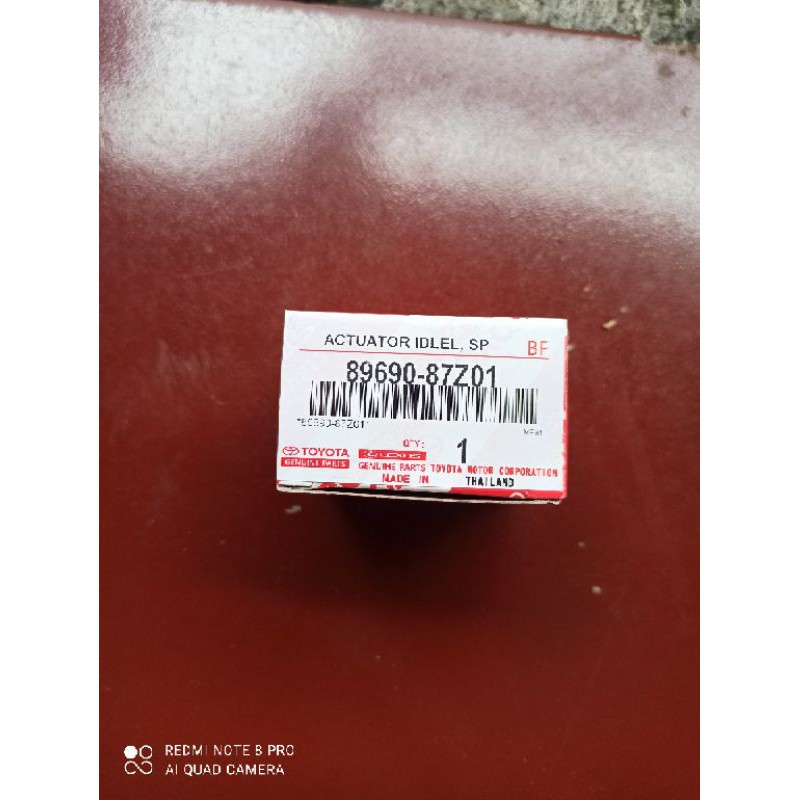 ACTUATOR IDLEL, SP
BF
89690-87Z01
QTY: 1
TOYOTA
GENUINE PARTS
LEXUS
GENUINE PARTS TOYOTA MOTOR CORPORATION
MADE IN THAILAND
REDMI NOTE 8 PRO
AI QUAD CAMERA